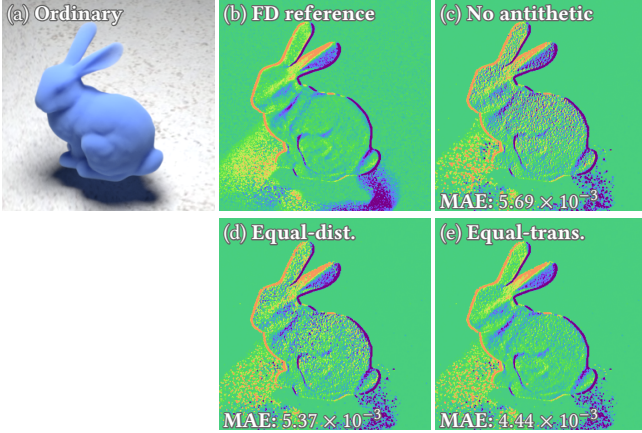 (a) Ordinary
(b) FD reference
(c) No antithetic
MAE: 5.69 × 10⁻³
(d) Equal-dist.
(e) Equal-trans.
MAE: 5.37 × 10⁻³
MAE: 4.44 × 10⁻³